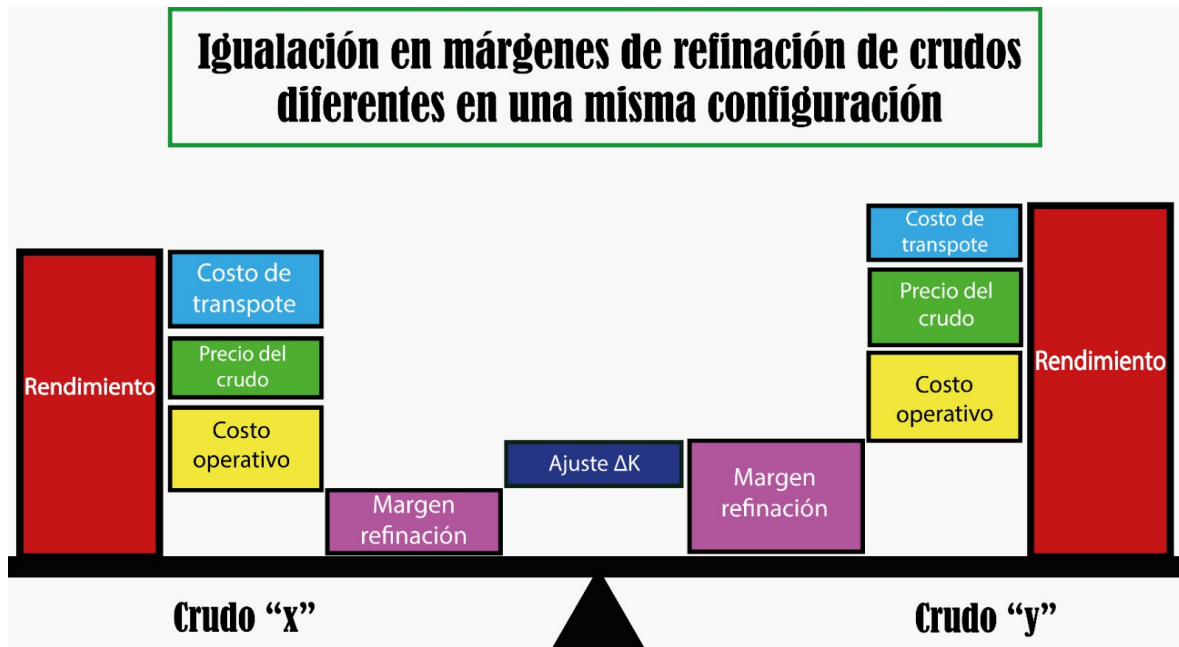 Igualación en márgenes de refinación de crudos
diferentes en una misma configuración
Rendimiento
Costo de
transpote
Precio del
crudo
Costo
operativo
Margen
refinación
Ajuste ΔK
Margen
refinación
Costo de
transpote
Precio del
crudo
Costo
operativo
Rendimiento
Crudo “x”
Crudo “y”